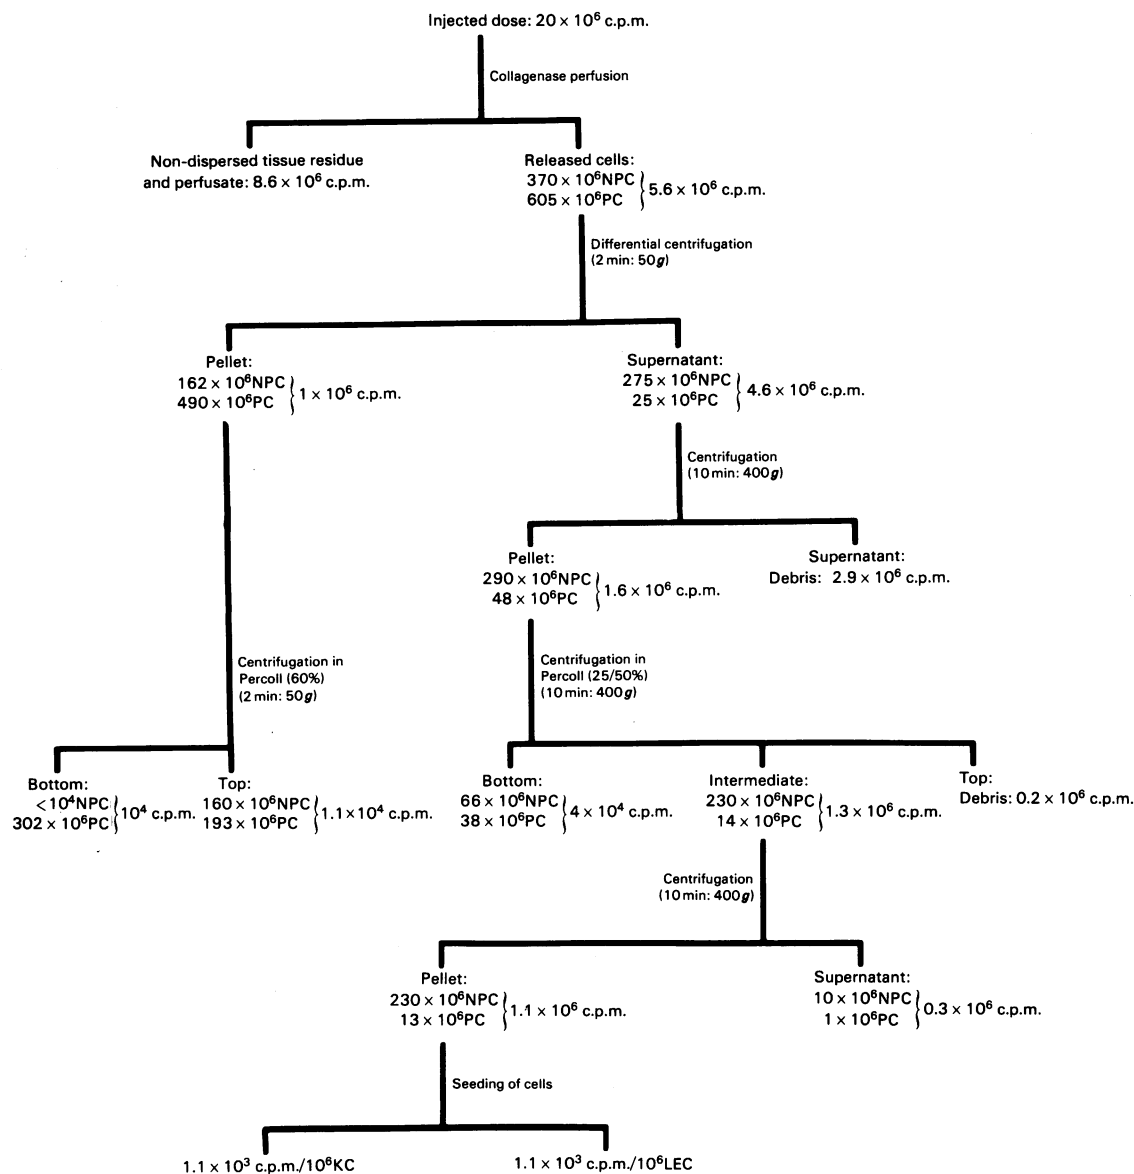 Injected dose: 20 × 10⁶ c.p.m.
Collagenase perfusion
Non-dispersed tissue residue
and perfusate: 8.6 × 10⁶ c.p.m.
Released cells:
370 × 10⁶NPC
605 × 10⁶PC
5.6 × 10⁶ c.p.m.
Differential centrifugation
(2 min: 50g)
Pellet:
162 × 10⁶NPC
490 × 10⁶PC
1 × 10⁶ c.p.m.
Supernatant:
275 × 10⁶NPC
25 × 10⁶PC
4.6 × 10⁶ c.p.m.
Centrifugation
(10 min: 400g)
Pellet:
290 × 10⁶NPC
48 × 10⁶PC
1.6 × 10⁶ c.p.m.
Supernatant:
Debris: 2.9 × 10⁶ c.p.m.
Centrifugation in
Percoll (60%)
(2 min: 50g)
Centrifugation in
Percoll (25/50%)
(10 min: 400g)
Bottom:
<10⁴NPC
302 × 10⁶PC
10⁴ c.p.m.
Top:
160 × 10⁶NPC
193 × 10⁶PC
1.1 × 10⁴ c.p.m.
Bottom:
66 × 10⁶NPC
38 × 10⁶PC
4 × 10⁴ c.p.m.
Intermediate:
230 × 10⁶NPC
14 × 10⁶PC
1.3 × 10⁶ c.p.m.
Top:
Debris: 0.2 × 10⁶ c.p.m.
Centrifugation
(10 min: 400g)
Pellet:
230 × 10⁶NPC
13 × 10⁶PC
1.1 × 10⁶ c.p.m.
Supernatant:
10 × 10⁶NPC
1 × 10⁶PC
0.3 × 10⁶ c.p.m.
Seeding of cells
1.1 × 10³ c.p.m./10⁶KC
1.1 × 10³ c.p.m./10⁶LEC